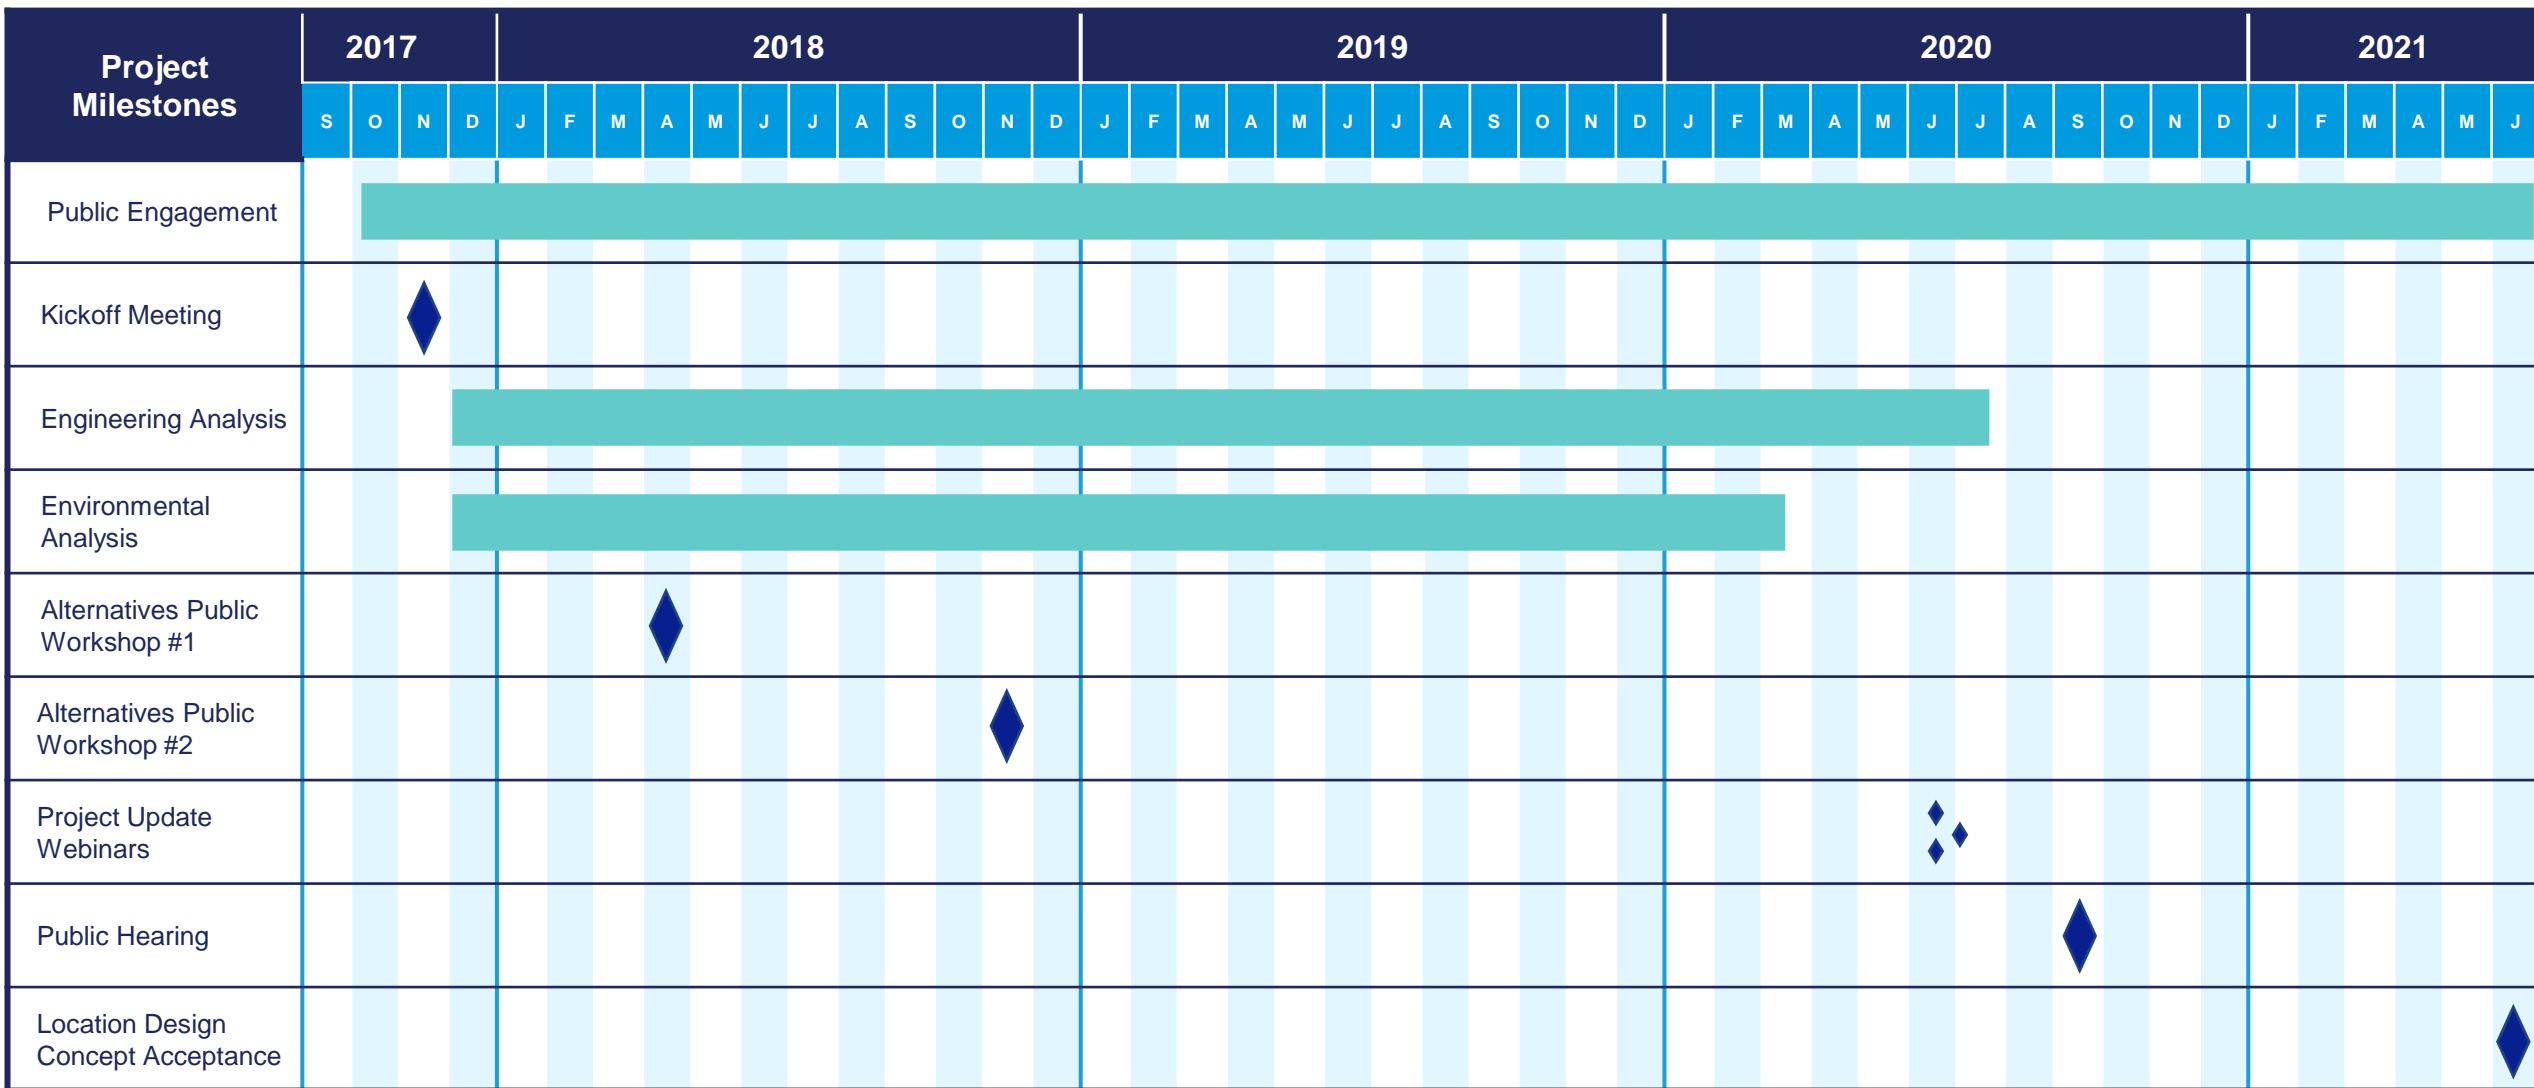 Project
Milestones
2017 2018 2019 2020 2021
S O N D J F M A M J J A S O N D J F M A M J J A S O N D J F M A M J J A S O N D J F M A M J
Public Engagement
Kickoff Meeting
Engineering Analysis
Environmental
Analysis
Alternatives Public
Workshop #1
Alternatives Public
Workshop #2
Project Update
Webinars
Public Hearing
Location Design
Concept Acceptance